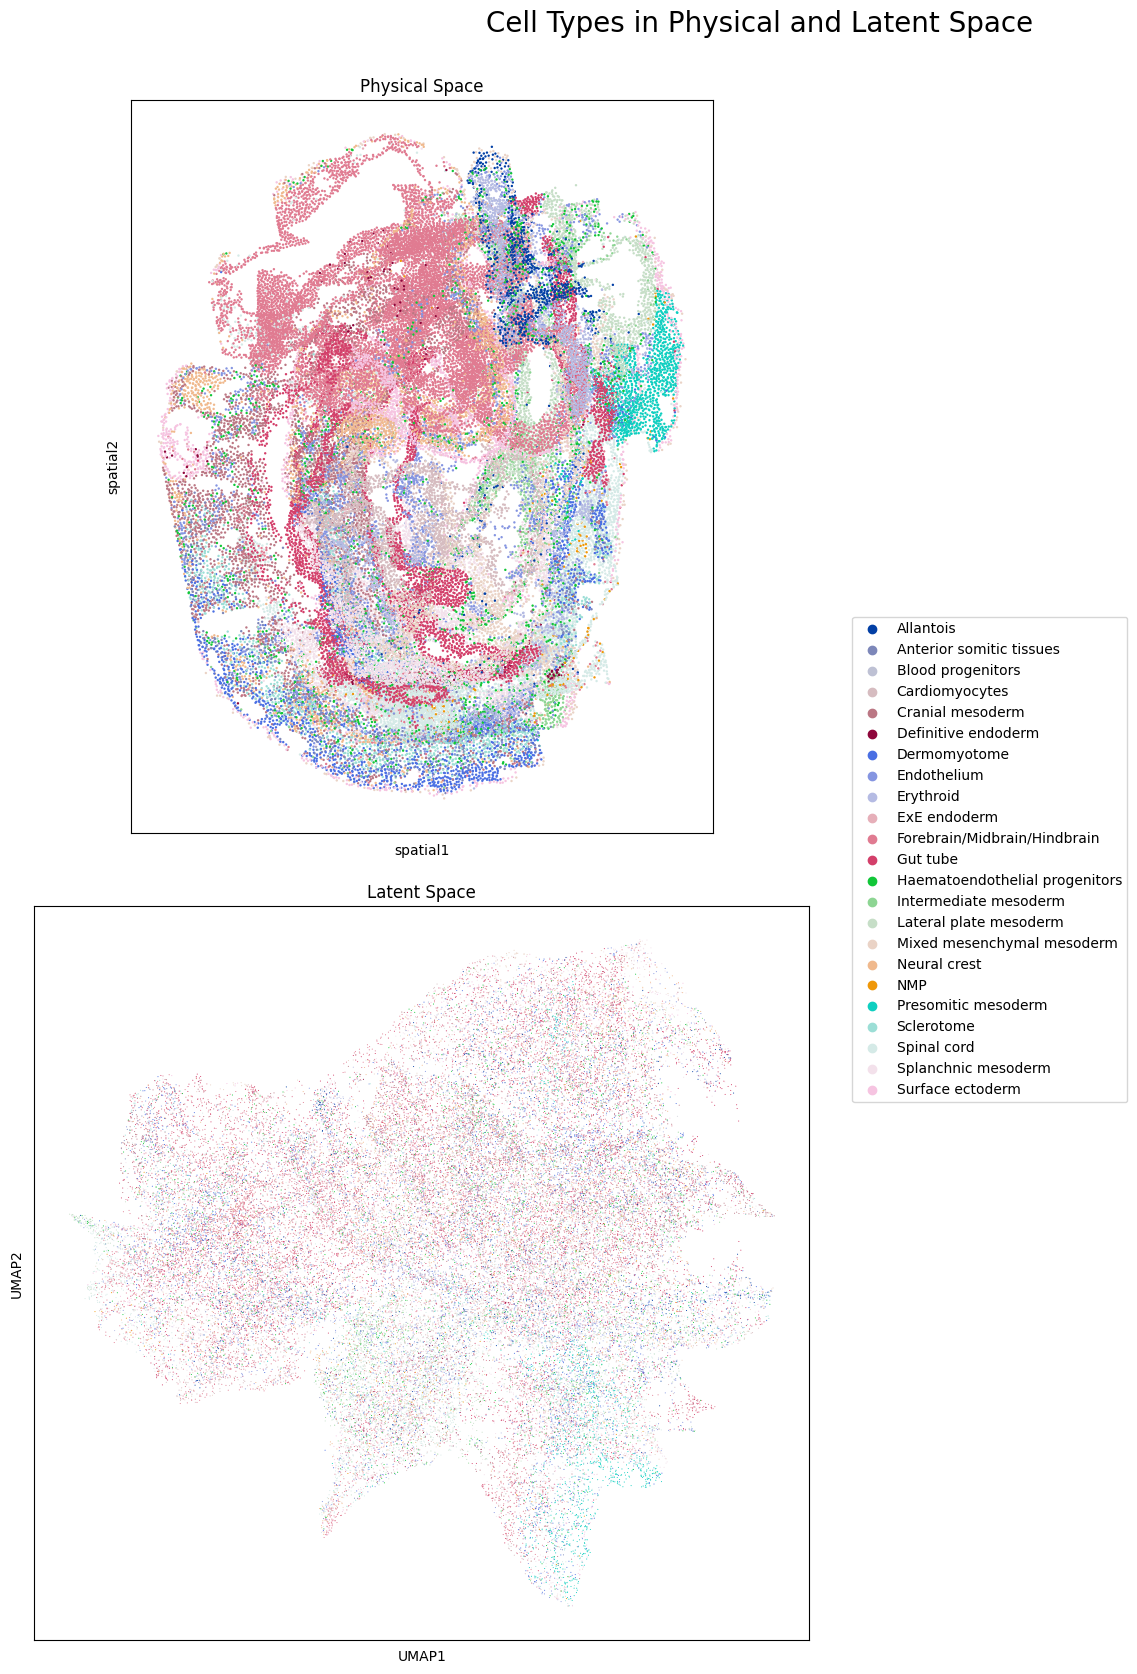 Cell Types in Physical and Latent Space
Physical Space
spatial2
spatial1
Allantois
Anterior somitic tissues
Blood progenitors
Cardiomyocytes
Cranial mesoderm
Definitive endoderm
Dermomyotome
Endothelium
Erythroid
ExE endoderm
Forebrain/Midbrain/Hindbrain
Gut tube
Haematoendothelial progenitors
Intermediate mesoderm
Lateral plate mesoderm
Mixed mesenchymal mesoderm
Neural crest
NMP
Presomitic mesoderm
Sclerotome
Spinal cord
Splanchnic mesoderm
Surface ectoderm
Latent Space
UMAP2
UMAP1